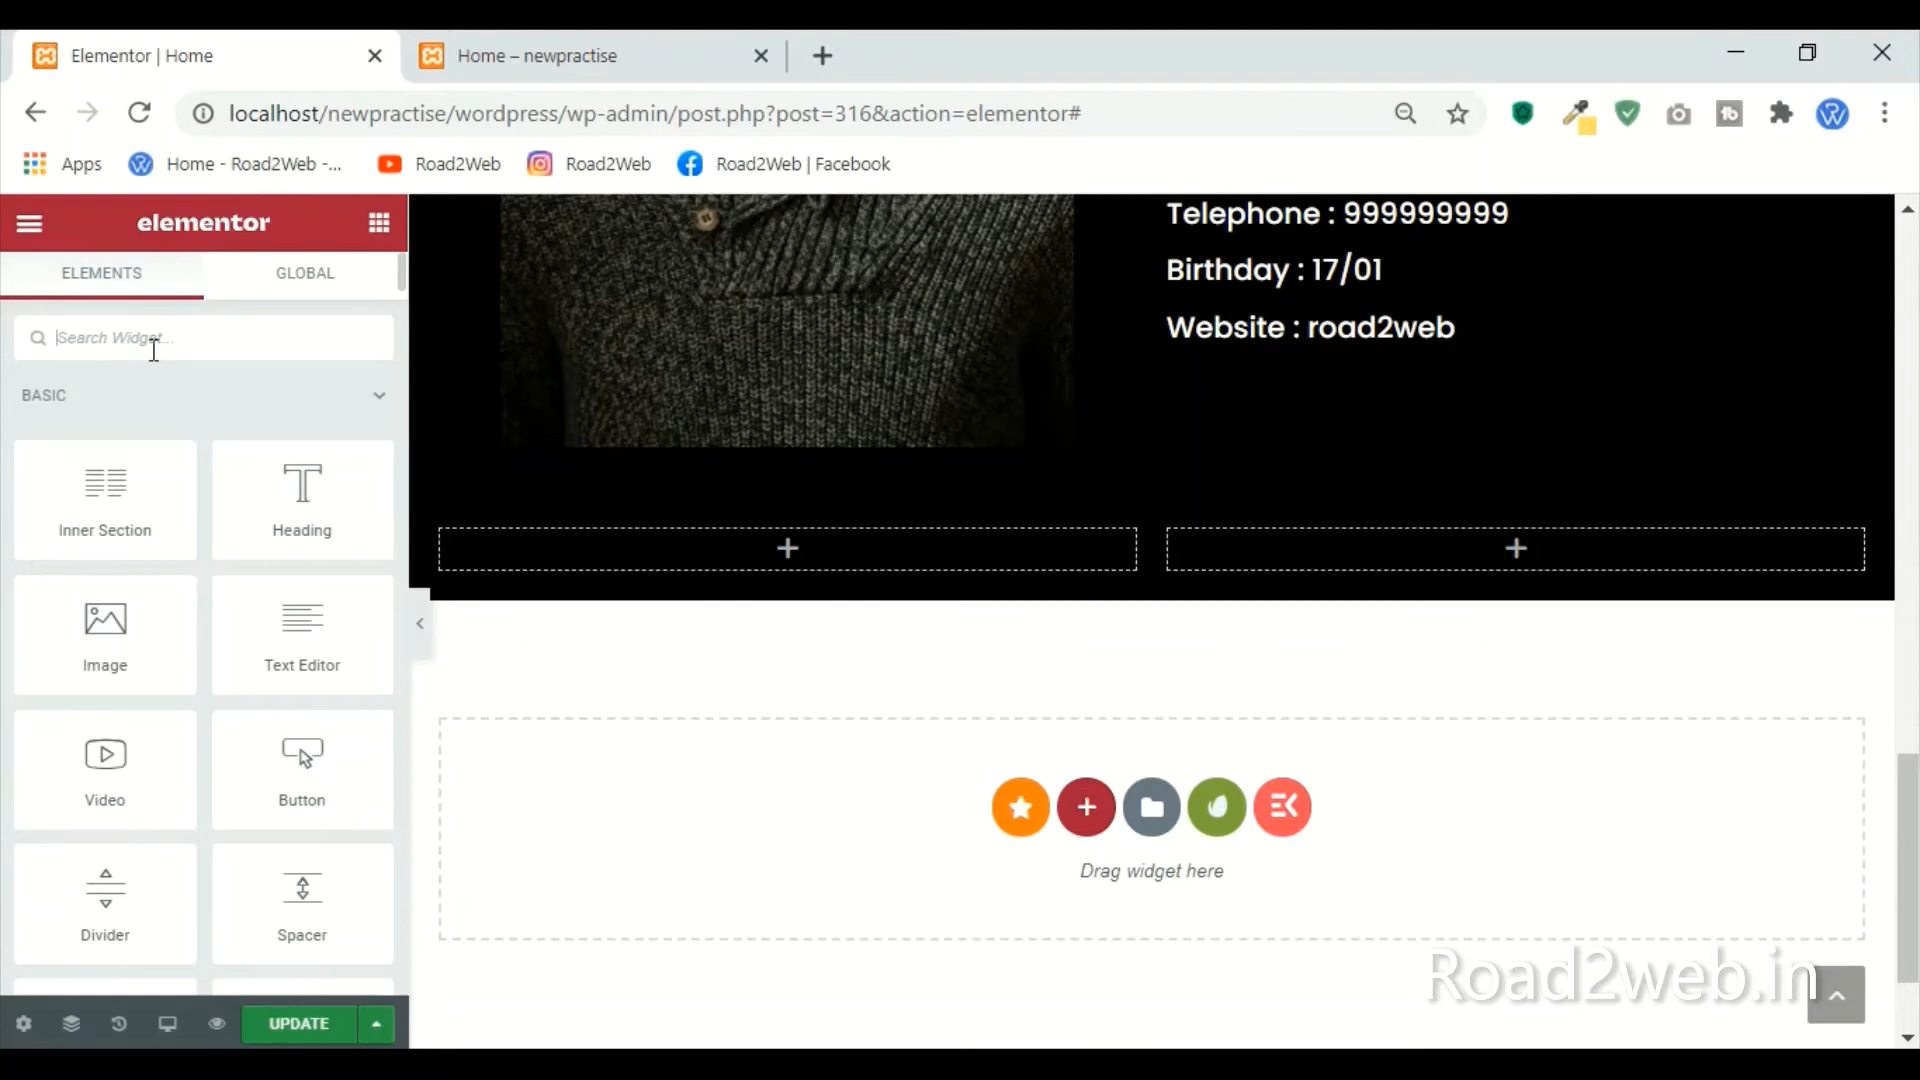 Elementor | Home
Home – newpractise
localhost/newpractise/wordpress/wp-admin/post.php?post=316&action=elementor#
Apps
Home - Road2Web -...
Road2Web
Road2Web
Road2Web | Facebook
elementor
ELEMENTS
GLOBAL
Search Widget...
BASIC
Inner Section
Heading
Image
Text Editor
Video
Button
Divider
Spacer
UPDATE
Telephone : 999999999
Birthday : 17/01
Website : road2web
Drag widget here
Road2web.in